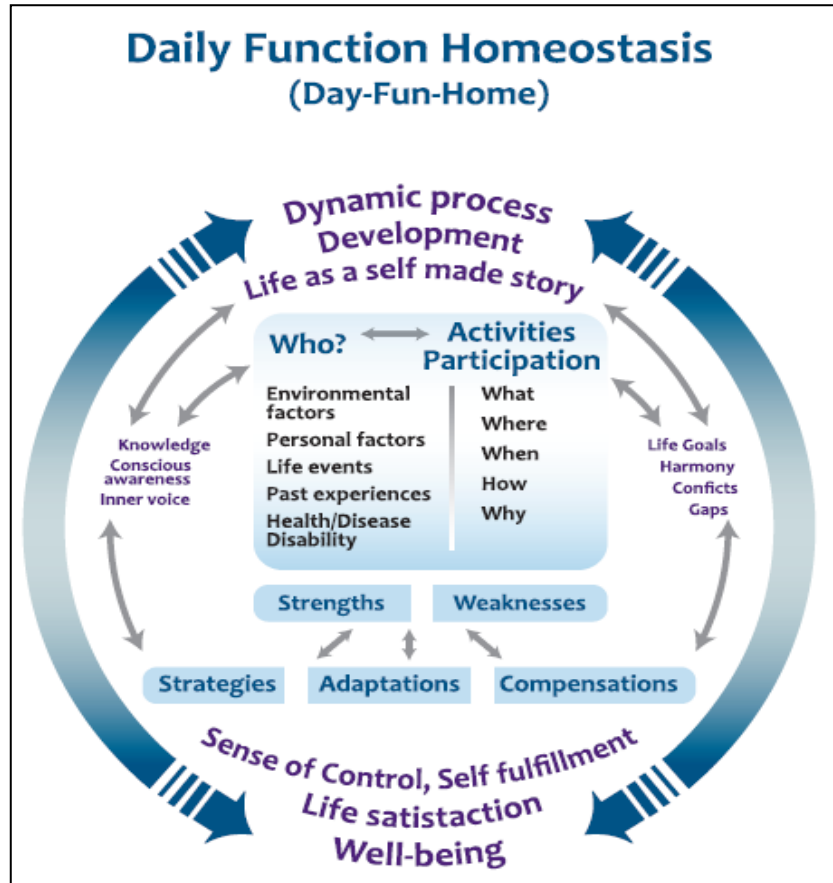 Daily Function Homeostasis
(Day-Fun-Home)
Dynamic process
Development
Life as a self made story
Who?
Activities
Participation
Environmental
factors
Personal factors
Life events
Past experiences
Health/Disease
Disability
What
Where
When
How
Why
Knowledge
Conscious
awareness
Inner voice
Life Goals
Harmony
Conficts
Gaps
Strengths
Weaknesses
Strategies
Adaptations
Compensations
Sense of Control, Self fulfillment
Life satistaction
Well-being